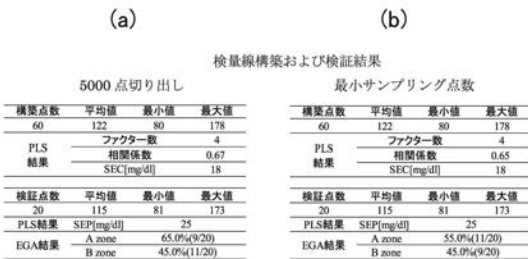 (a)
(b)
検量線構築および検証結果
5000 点切り出し
構築点数 平均値 最小値 最大値
60 122 80 178
PLS結果 ファクター数 4
相関係数 0.67
SEC[mg/dl] 18
検証点数 平均値 最小値 最大値
20 115 81 173
PLS結果 SEP[mg/dl] 25
EGA結果 A zone 65.0%(9/20)
B zone 45.0%(11/20)
最小サンプリング点数
構築点数 平均値 最小値 最大値
60 122 80 178
PLS結果 ファクター数 4
相関係数 0.65
SEC[mg/dl] 18
検証点数 平均値 最小値 最大値
20 115 81 173
PLS結果 SEP[mg/dl] 25
EGA結果 A zone 55.0%(11/20)
B zone 45.0%(9/20)